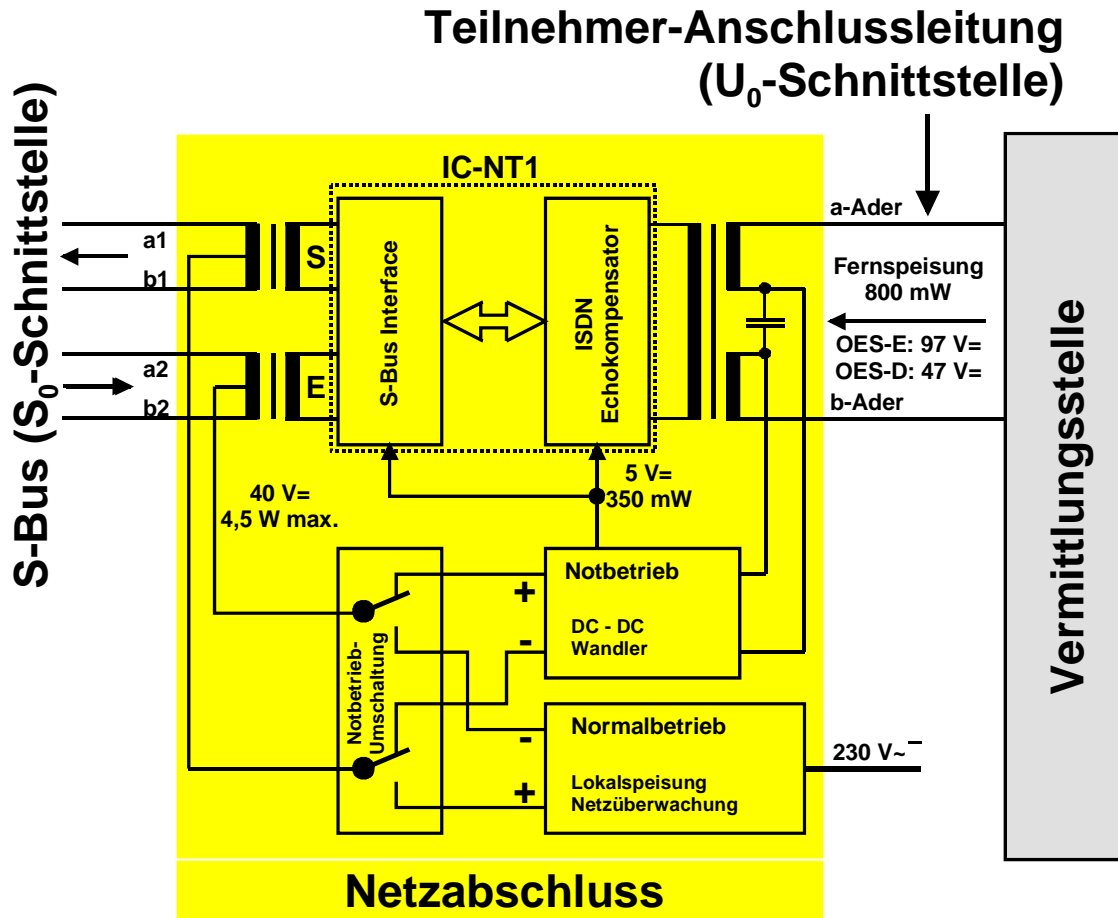 Teilnehmer-Anschlussleitung
(U₀-Schnittstelle)
S-Bus (S₀-Schnittstelle)
IC-NT1
a1
b1
S
a2
b2
E
S-Bus Interface
ISDN
Echokompensator
a-Ader
Fernspeisung
800 mW
OES-E: 97 V=
OES-D: 47 V=
b-Ader
Vermittlungsstelle
40 V=
4,5 W max.
5 V=
350 mW
Notbetrieb-
Umschaltung
+
-
Notbetrieb
DC - DC
Wandler
-
+
Normalbetrieb
Lokalspeisung
Netzüberwachung
230 V~
Netzabschluss